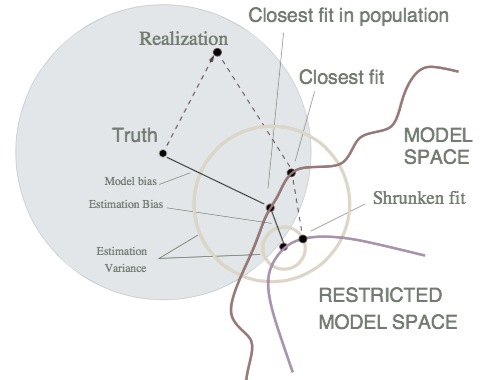 Closest fit in population
Realization
Closest fit
Truth
MODEL
SPACE
Model bias
Shrunken fit
Estimation Bias
Estimation
Variance
RESTRICTED
MODEL SPACE